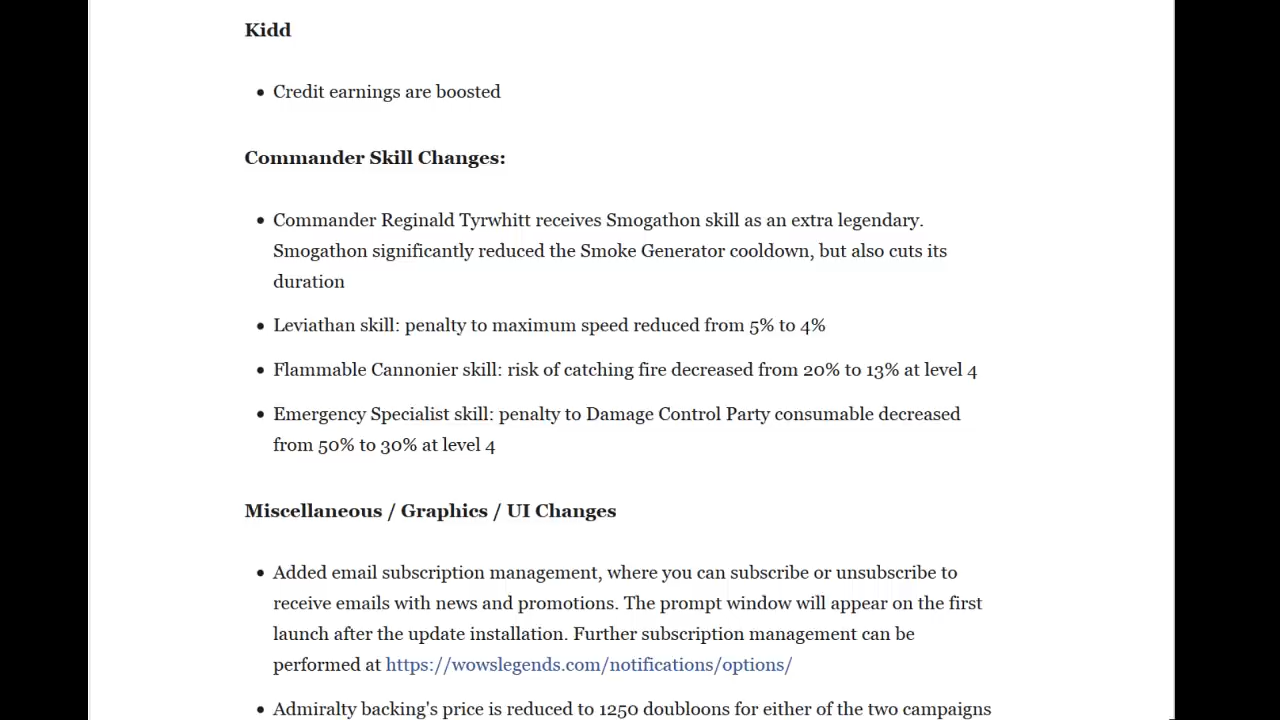 Kidd
• Credit earnings are boosted
Commander Skill Changes:
• Commander Reginald Tyrwhitt receives Smogathon skill as an extra legendary.
Smogathon significantly reduced the Smoke Generator cooldown, but also cuts its
duration
• Leviathan skill: penalty to maximum speed reduced from 5% to 4%
• Flammable Cannonier skill: risk of catching fire decreased from 20% to 13% at level 4
• Emergency Specialist skill: penalty to Damage Control Party consumable decreased
from 50% to 30% at level 4
Miscellaneous / Graphics / UI Changes
• Added email subscription management, where you can subscribe or unsubscribe to
receive emails with news and promotions. The prompt window will appear on the first
launch after the update installation. Further subscription management can be
performed at https://wowslegends.com/notifications/options/
• Admiralty backing's price is reduced to 1250 doubloons for either of the two campaigns